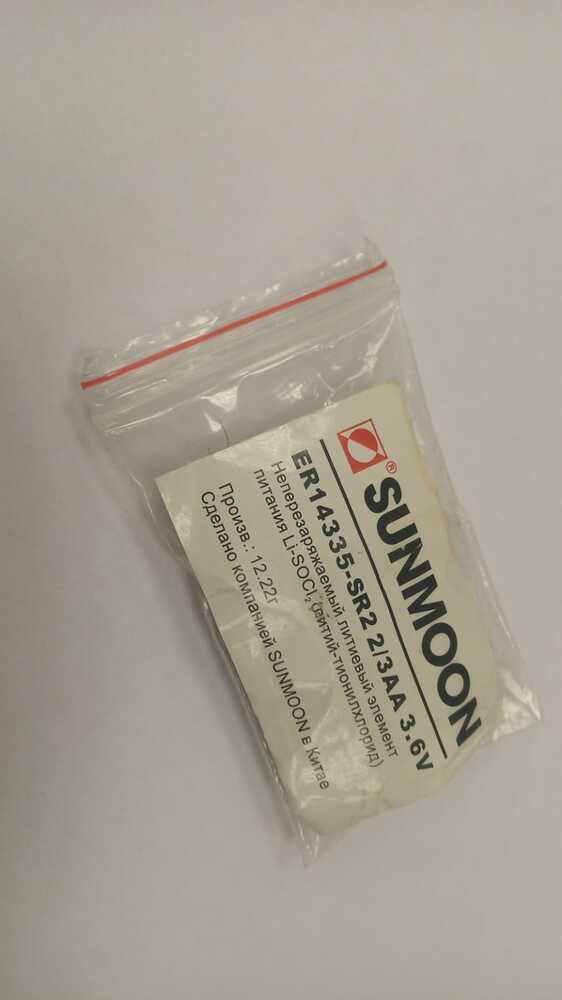 ® SUNMOON
ER14335-SR2 2/3AA 3.6V
Неперезаряжаемый литиевый элемент
питания Li-SOCl₂ (литий-тионилхлорид)
Произв.: 12.22г
Сделано компанией SUNMOON в Китае